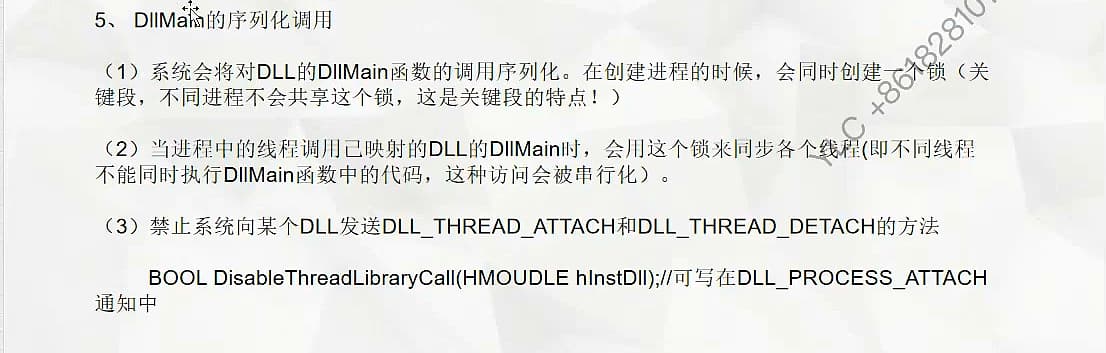 5、 DllMain的序列化调用
（1）系统会将对DLL的DllMain函数的调用序列化。在创建进程的时候，会同时创建一个锁（关
键段，不同进程不会共享这个锁，这是关键段的特点！）
（2）当进程中的线程调用已映射的DLL的DllMain时，会用这个锁来同步各个线程(即不同线程
不能同时执行DllMain函数中的代码，这种访问会被串行化）。
（3）禁止系统向某个DLL发送DLL_THREAD_ATTACH和DLL_THREAD_DETACH的方法
BOOL DisableThreadLibraryCall(HMOUDLE hInstDll);//可写在DLL_PROCESS_ATTACH
通知中